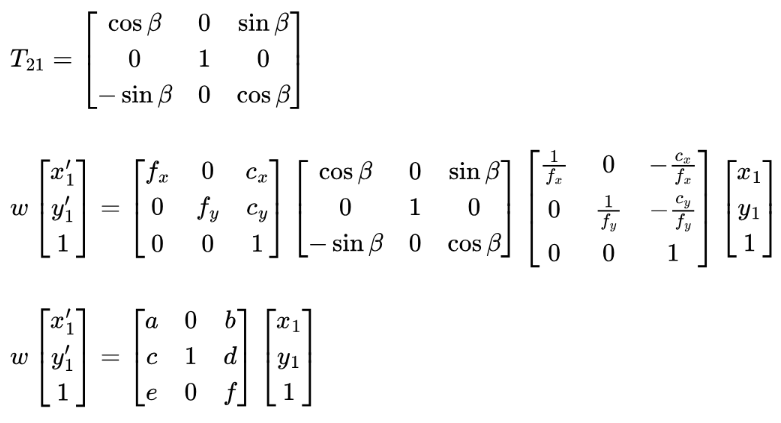 T_{21} = \begin{bmatrix} \cos\beta & 0 & \sin\beta \\ 0 & 1 & 0 \\ -\sin\beta & 0 & \cos\beta \end{bmatrix}
w \begin{bmatrix} x_1' \\ y_1' \\ 1 \end{bmatrix} = \begin{bmatrix} f_x & 0 & c_x \\ 0 & f_y & c_y \\ 0 & 0 & 1 \end{bmatrix} \begin{bmatrix} \cos\beta & 0 & \sin\beta \\ 0 & 1 & 0 \\ -\sin\beta & 0 & \cos\beta \end{bmatrix} \begin{bmatrix} \frac{1}{f_x} & 0 & -\frac{c_x}{f_x} \\ 0 & \frac{1}{f_y} & -\frac{c_y}{f_y} \\ 0 & 0 & 1 \end{bmatrix} \begin{bmatrix} x_1 \\ y_1 \\ 1 \end{bmatrix}
w \begin{bmatrix} x_1' \\ y_1' \\ 1 \end{bmatrix} = \begin{bmatrix} a & 0 & b \\ c & 1 & d \\ e & 0 & f \end{bmatrix} \begin{bmatrix} x_1 \\ y_1 \\ 1 \end{bmatrix}